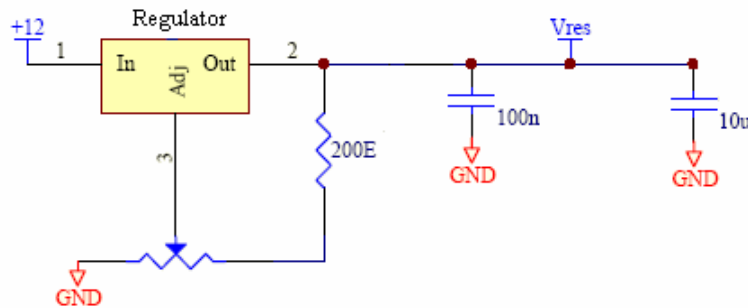 Regulator
+12
Vres
1
In
Out
2
Adj
100n
10u
200E
3
GND
GND
GND